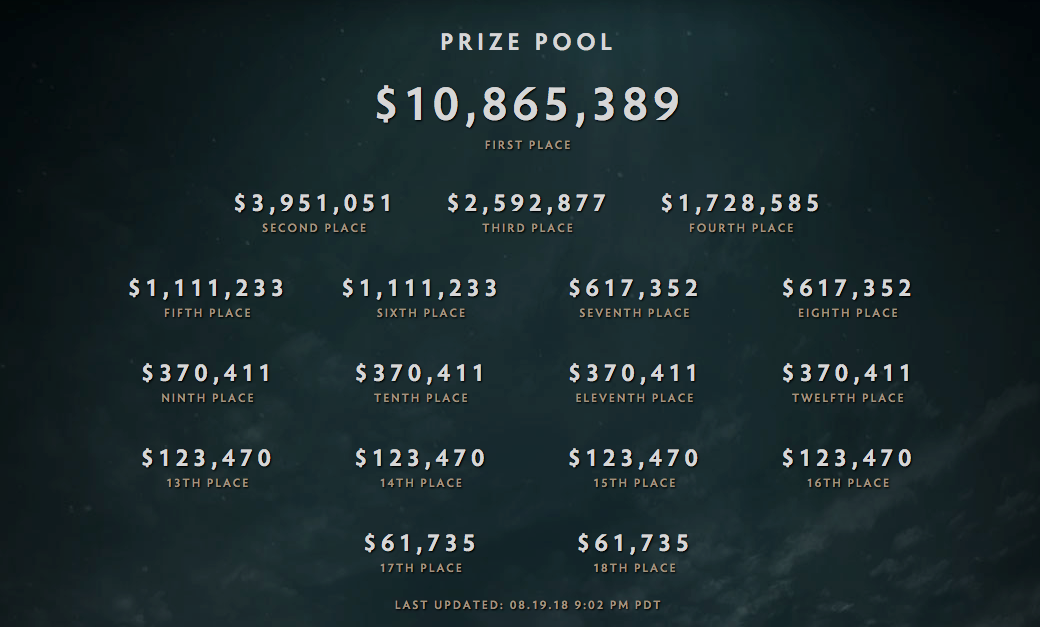 PRIZE POOL
$10,865,389
FIRST PLACE
$3,951,051 $2,592,877 $1,728,585
SECOND PLACE THIRD PLACE FOURTH PLACE
$1,111,233 $1,111,233 $617,352 $617,352
FIFTH PLACE SIXTH PLACE SEVENTH PLACE EIGHTH PLACE
$370,411 $370,411 $370,411 $370,411
NINTH PLACE TENTH PLACE ELEVENTH PLACE TWELFTH PLACE
$123,470 $123,470 $123,470 $123,470
13TH PLACE 14TH PLACE 15TH PLACE 16TH PLACE
$61,735 $61,735
17TH PLACE 18TH PLACE
LAST UPDATED: 08.19.18 9:02 PM PDT